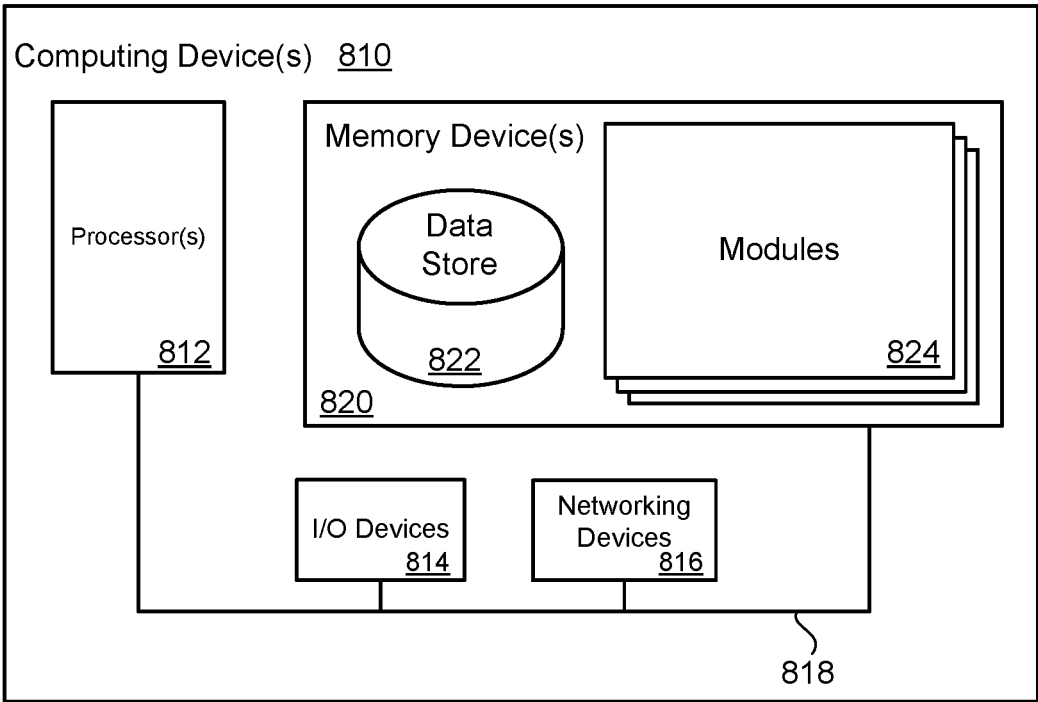 Computing Device(s) 810
Processor(s)
812
Memory Device(s)
Data
Store
822
820
Modules
824
I/O Devices
814
Networking
Devices
816
818